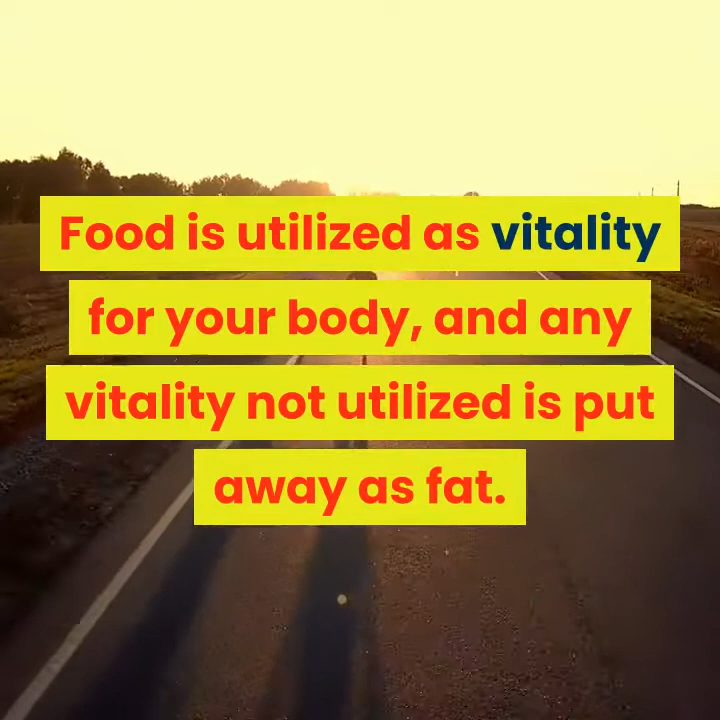 Food is utilized as vitality
for your body, and any
vitality not utilized is put
away as fat.